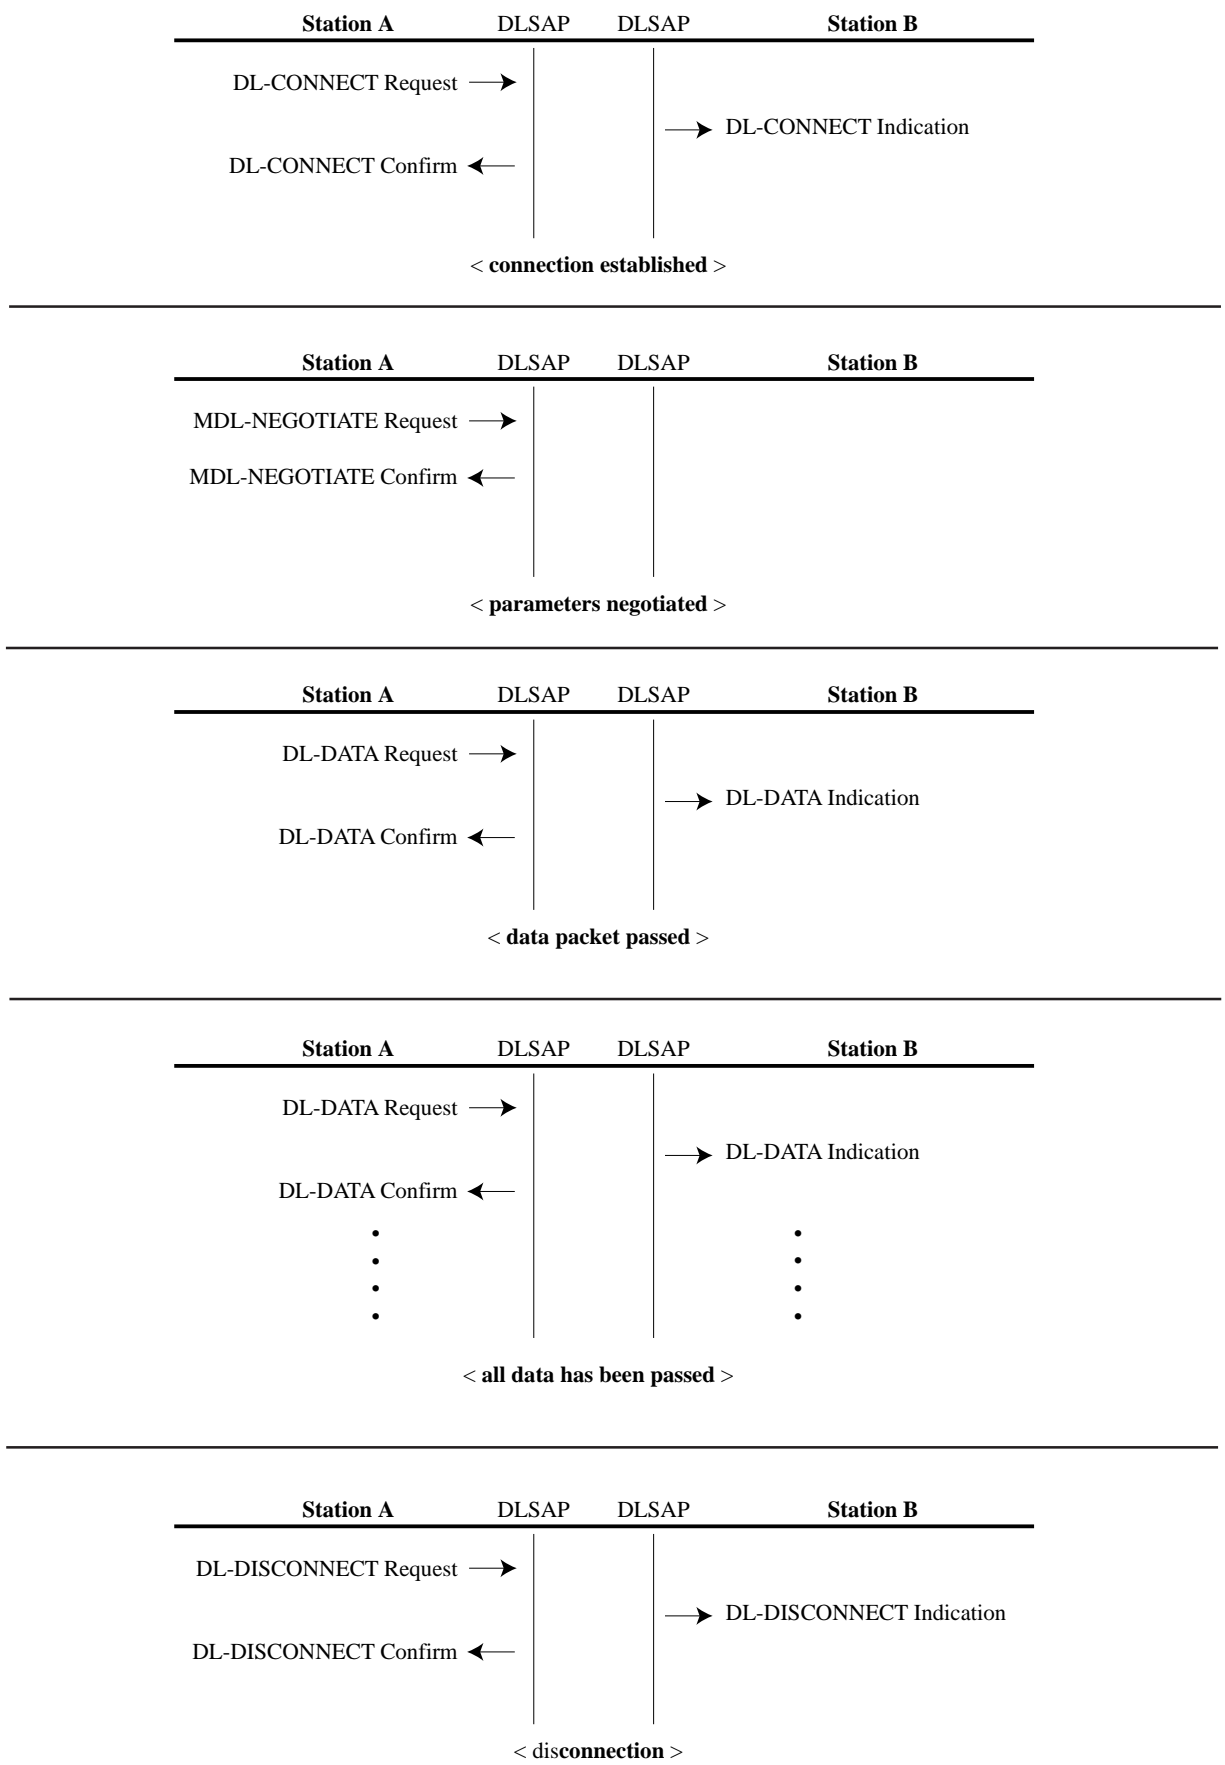 Station A DLSAP DLSAP Station B
DL-CONNECT Request
DL-CONNECT Indication
DL-CONNECT Confirm
< connection established >
Station A DLSAP DLSAP Station B
MDL-NEGOTIATE Request
MDL-NEGOTIATE Confirm
< parameters negotiated >
Station A DLSAP DLSAP Station B
DL-DATA Request
DL-DATA Indication
DL-DATA Confirm
< data packet passed >
Station A DLSAP DLSAP Station B
DL-DATA Request
DL-DATA Indication
DL-DATA Confirm
< all data has been passed >
Station A DLSAP DLSAP Station B
DL-DISCONNECT Request
DL-DISCONNECT Indication
DL-DISCONNECT Confirm
< disconnection >